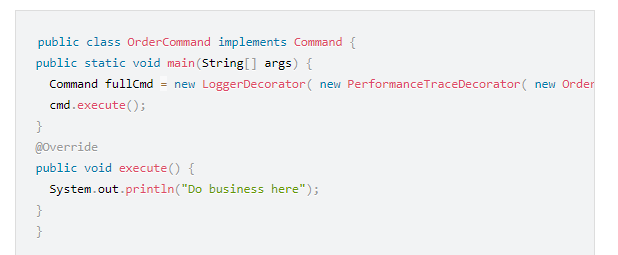 public class OrderCommand implements Command {
public static void main(String[] args) {
Command fullCmd = new LoggerDecorator( new PerformanceTraceDecorator( new Order
cmd.execute();
}
@Override
public void execute() {
System.out.println("Do business here");
}
}